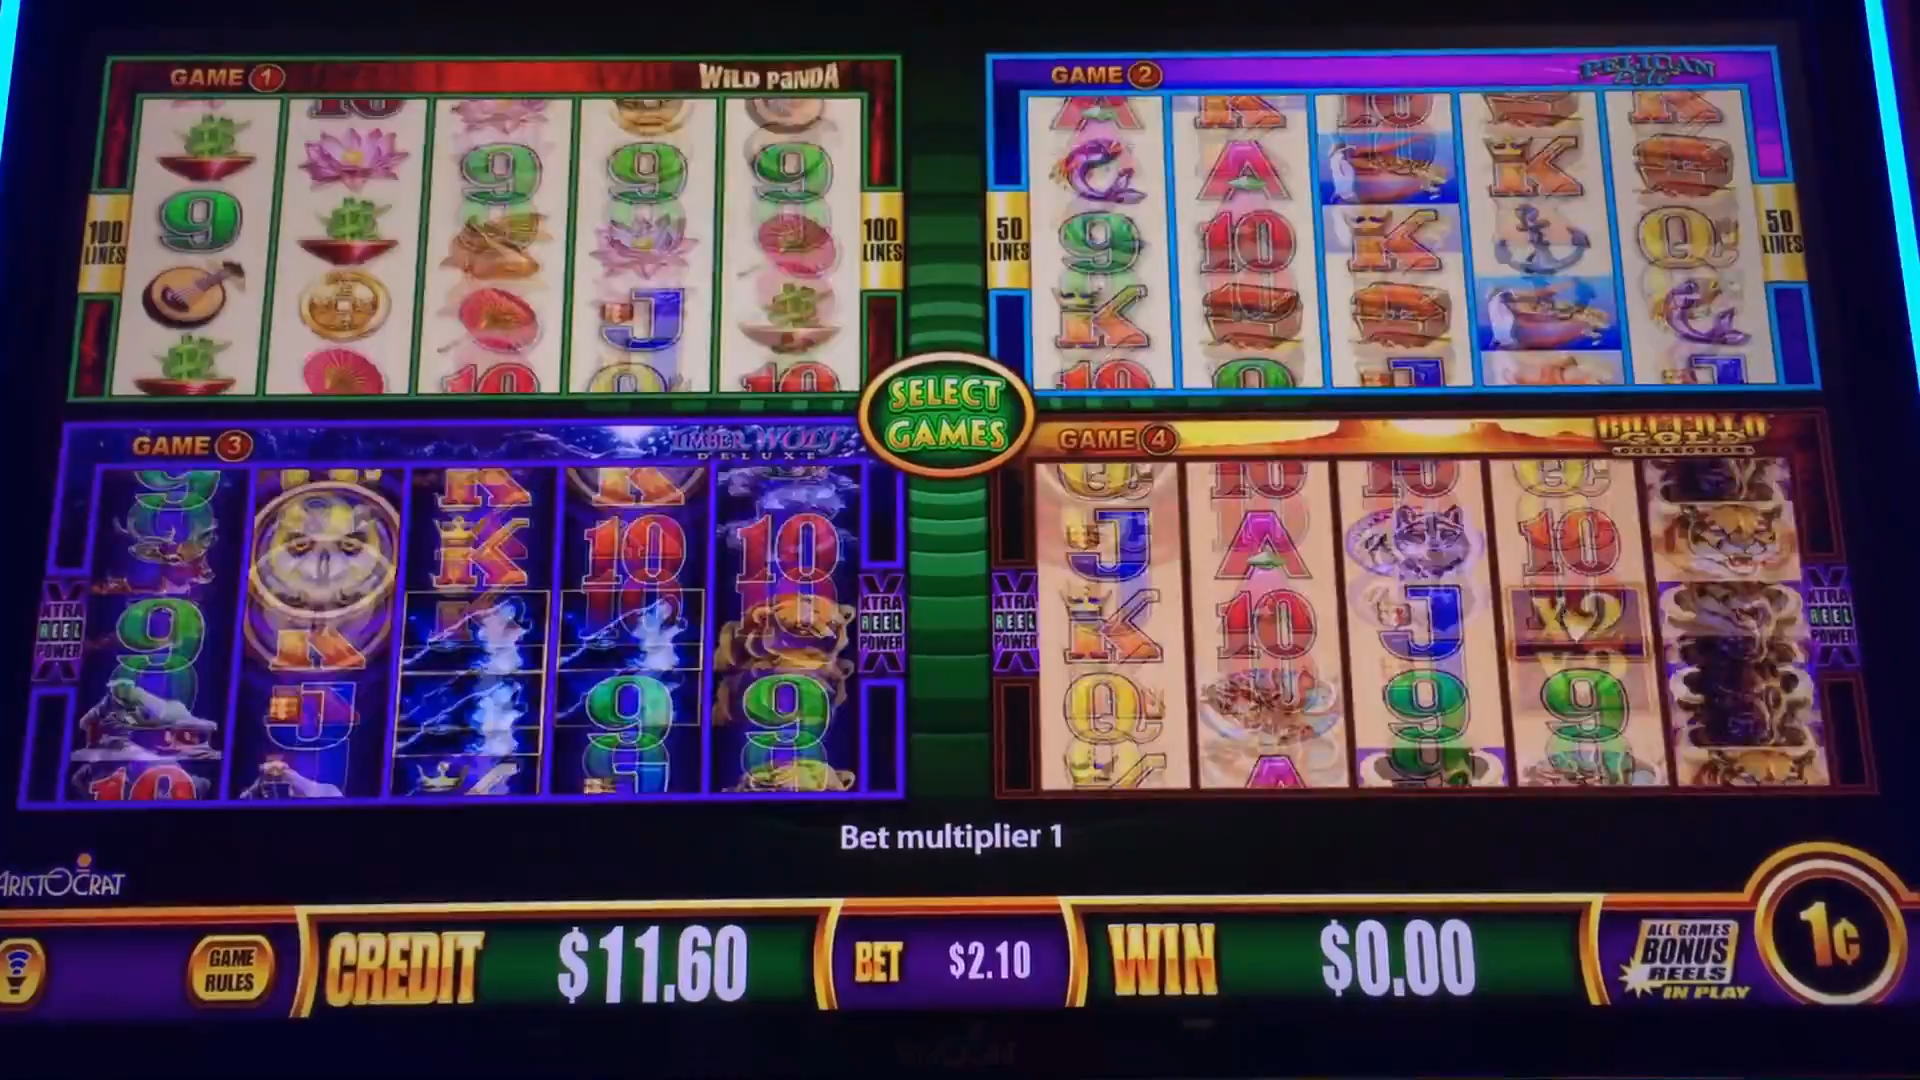 GAME 1
WILD PANDA
GAME 2
PELICAN
Pete
100
LINES
100
LINES
50
LINES
50
LINES
SELECT
GAMES
GAME 3
TIMBER WOLF
DELUXE
GAME 4
BUFFALO
GOLD
COLLECTION
XTRA
REEL
POWER
XTRA
REEL
POWER
XTRA
REEL
POWER
XTRA
REEL
POWER
X2
Bet multiplier 1
ARISTOCRAT
GAME
RULES
CREDIT $11.60
BET $2.10
WIN $0.00
ALL GAMES
BONUS
REELS
IN PLAY
1¢